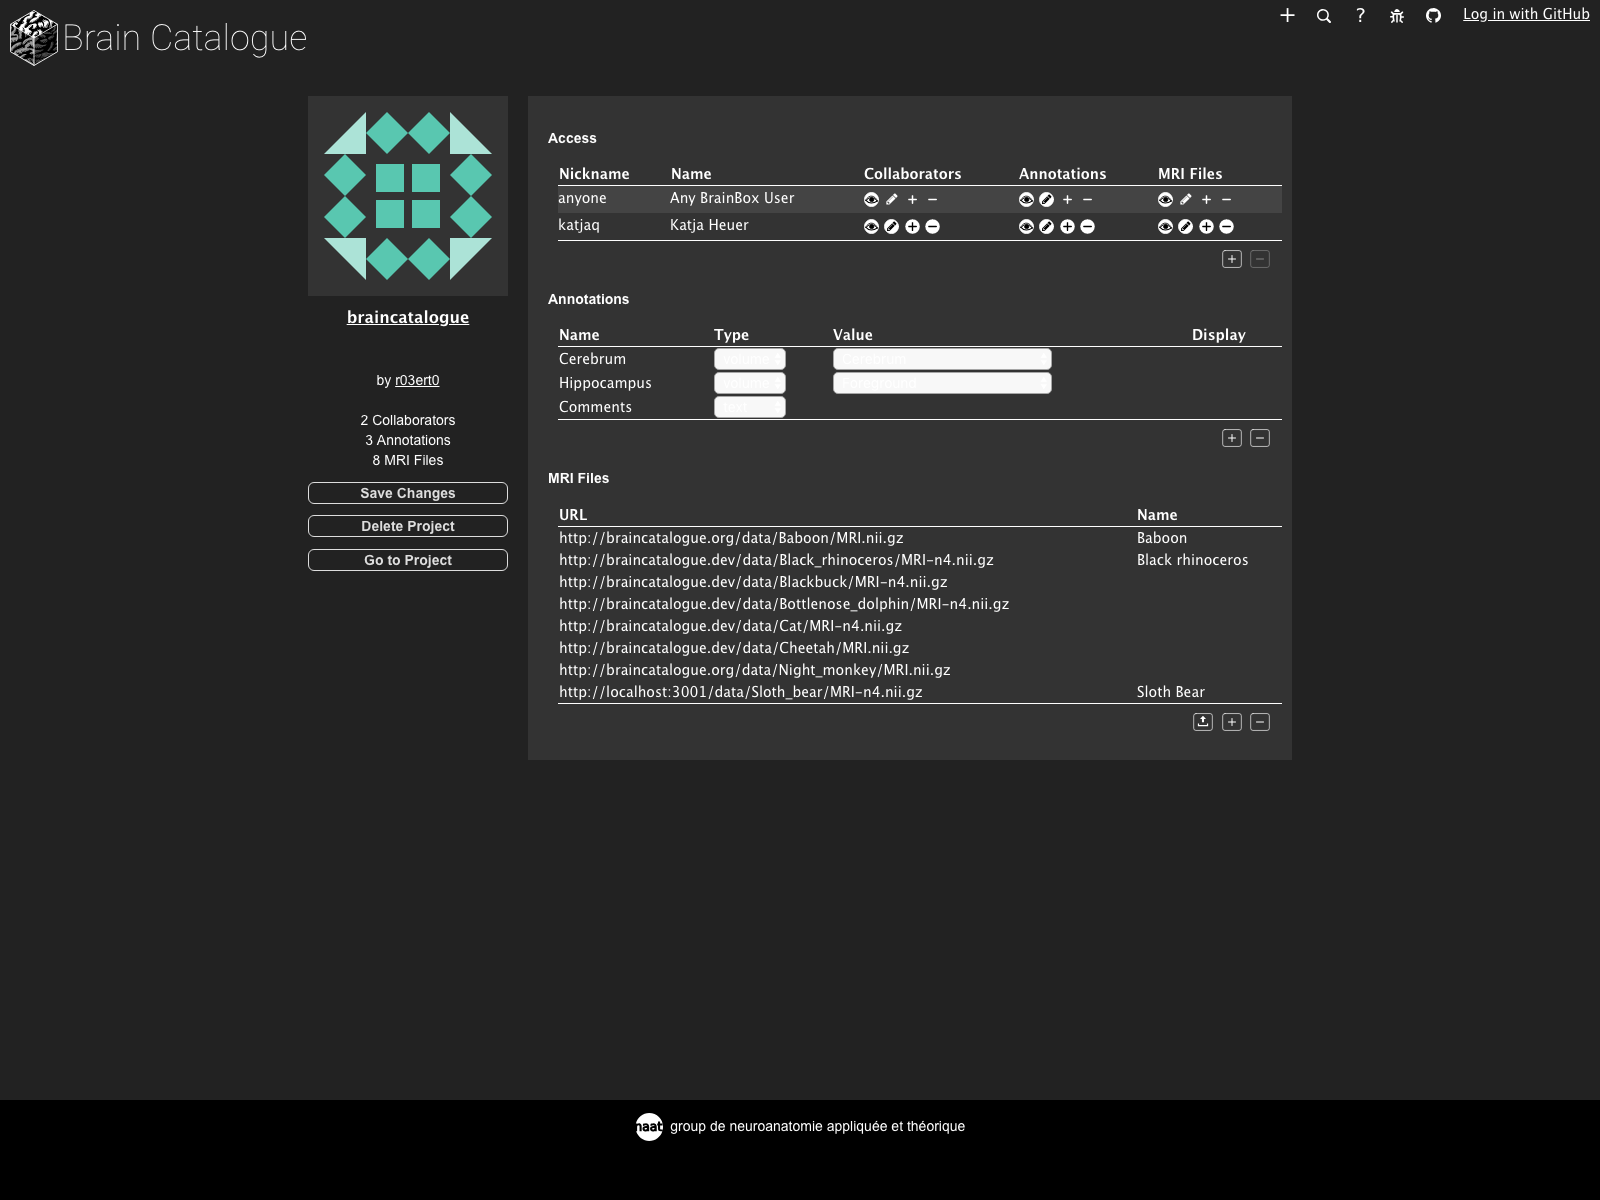 Brain Catalogue
? Log in with GitHub
braincatalogue
by r03ert0
2 Collaborators
3 Annotations
8 MRI Files
Save Changes
Delete Project
Go to Project
Access
Nickname Name Collaborators Annotations MRI Files
anyone Any BrainBox User
katjaq Katja Heuer
Annotations
Name Type Value Display
Cerebrum volume Cerebrum
Hippocampus volume Foreground
Comments text
MRI Files
URL Name
http://braincatalogue.org/data/Baboon/MRI.nii.gz Baboon
http://braincatalogue.dev/data/Black_rhinoceros/MRI-n4.nii.gz Black rhinoceros
http://braincatalogue.dev/data/Blackbuck/MRI-n4.nii.gz
http://braincatalogue.dev/data/Bottlenose_dolphin/MRI-n4.nii.gz
http://braincatalogue.dev/data/Cat/MRI-n4.nii.gz
http://braincatalogue.dev/data/Cheetah/MRI.nii.gz
http://braincatalogue.org/data/Night_monkey/MRI.nii.gz
http://localhost:3001/data/Sloth_bear/MRI-n4.nii.gz Sloth Bear
naat group de neuroanatomie appliquée et théorique